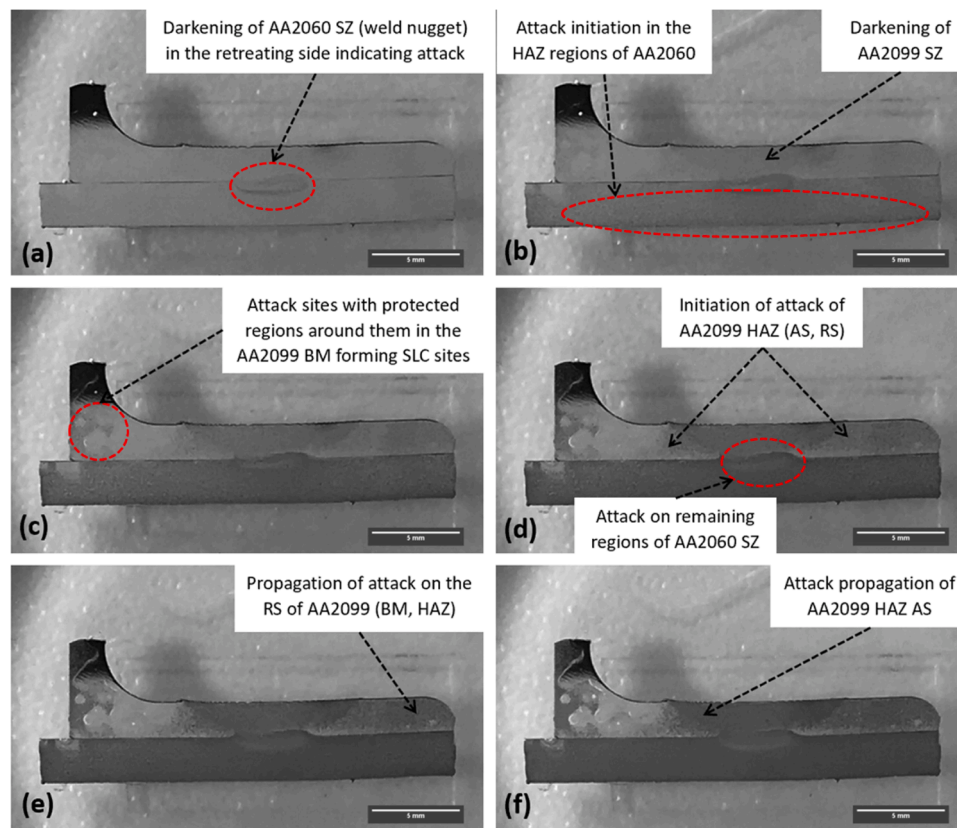 Darkening of AA2060 SZ (weld nugget)
in the retreating side indicating attack
(a)
5 mm
Attack initiation in the
HAZ regions of AA2060
Darkening of
AA2099 SZ
(b)
5 mm
Attack sites with protected
regions around them in the
AA2099 BM forming SLC sites
(c)
5 mm
Initiation of attack of
AA2099 HAZ (AS, RS)
Attack on remaining
regions of AA2060 SZ
(d)
5 mm
Propagation of attack on the
RS of AA2099 (BM, HAZ)
(e)
5 mm
Attack propagation of
AA2099 HAZ AS
(f)
5 mm